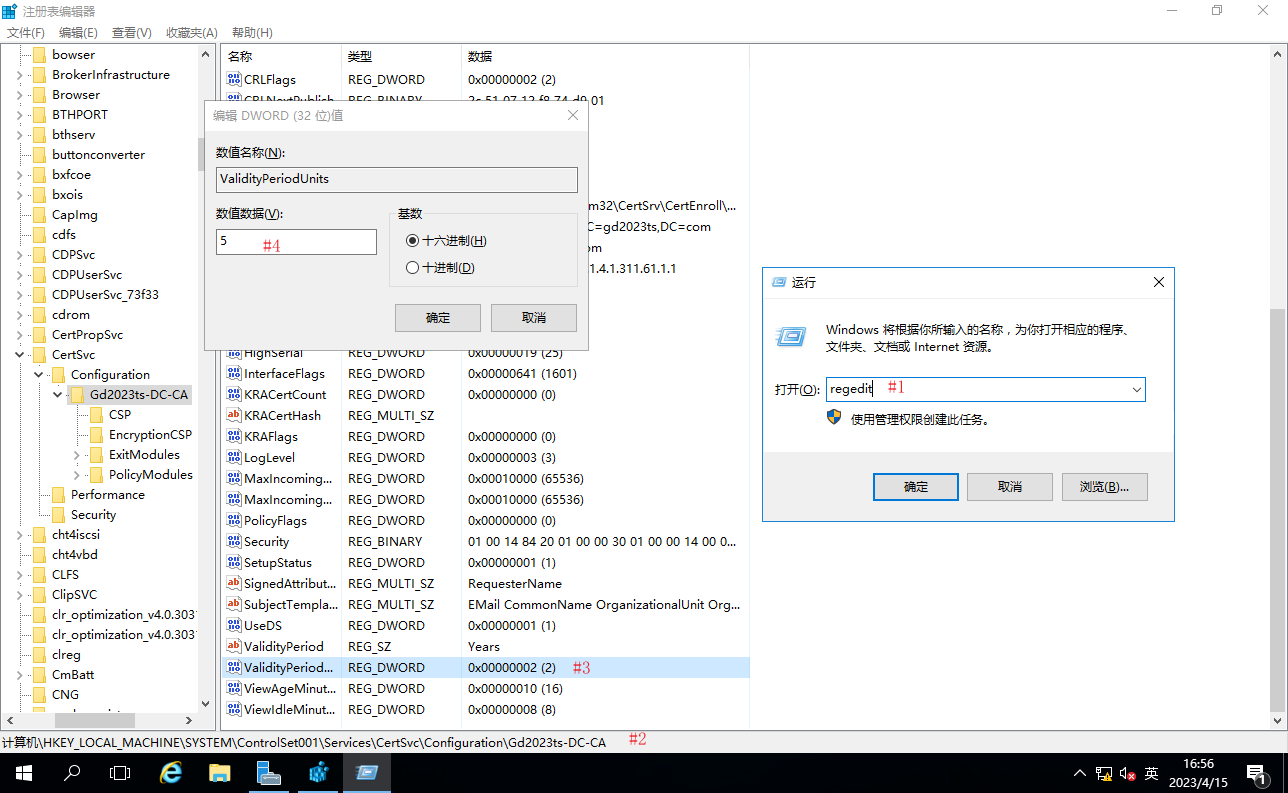 注册表编辑器
文件(F) 编辑(E) 查看(V) 收藏夹(A) 帮助(H)
bowser
BrokerInfrastructure
Browser
BTHPORT
bthserv
buttonconverter
bxfcoe
bxois
CapImg
cdfs
CDPSvc
CDPUserSvc
CDPUserSvc_73f33
cdrom
CertPropSvc
CertSvc
Configuration
Gd2023ts-DC-CA
CSP
EncryptionCSP
ExitModules
PolicyModules
Performance
Security
cht4iscsi
cht4vbd
CLFS
ClipSVC
clr_optimization_v4.0.303
clr_optimization_v4.0.303
clreg
CmBatt
CNG
名称 类型 数据
CRLFlags REG_DWORD 0x00000002 (2)
CRLNextPublish REG_BINARY 2c 51 07 12 f8 74 d9 01
m32\CertSrv\CertEnroll\...
C=gd2023ts,DC=com
om
1.4.1.311.61.1.1
HighSerial REG_DWORD 0x00000019 (25)
InterfaceFlags REG_DWORD 0x00000641 (1601)
KRACertCount REG_DWORD 0x00000000 (0)
KRACertHash REG_MULTI_SZ
KRAFlags REG_DWORD 0x00000000 (0)
LogLevel REG_DWORD 0x00000003 (3)
MaxIncoming... REG_DWORD 0x00010000 (65536)
MaxIncoming... REG_DWORD 0x00010000 (65536)
PolicyFlags REG_DWORD 0x00000000 (0)
Security REG_BINARY 01 00 14 84 20 01 00 00 30 01 00 00 14 00 0...
SetupStatus REG_DWORD 0x00000001 (1)
SignedAttribut... REG_MULTI_SZ RequesterName
SubjectTempla... REG_MULTI_SZ EMail CommonName OrganizationalUnit Org...
UseDS REG_DWORD 0x00000001 (1)
ValidityPeriod REG_SZ Years
ValidityPeriod... REG_DWORD 0x00000002 (2) #3
ViewAgeMinut... REG_DWORD 0x00000010 (16)
ViewIdleMinut... REG_DWORD 0x00000008 (8)
编辑 DWORD (32 位)值
数值名称(N):
ValidityPeriodUnits
数值数据(V):
5 #4
基数
十六进制(H)
十进制(D)
确定 取消
运行
Windows 将根据你所输入的名称，为你打开相应的程序、
文件夹、文档或 Internet 资源。
打开(O): regedit #1
使用管理权限创建此任务。
确定 取消 浏览(B)...
计算机\HKEY_LOCAL_MACHINE\SYSTEM\ControlSet001\Services\CertSvc\Configuration\Gd2023ts-DC-CA #2
英
16:56
2023/4/15
1